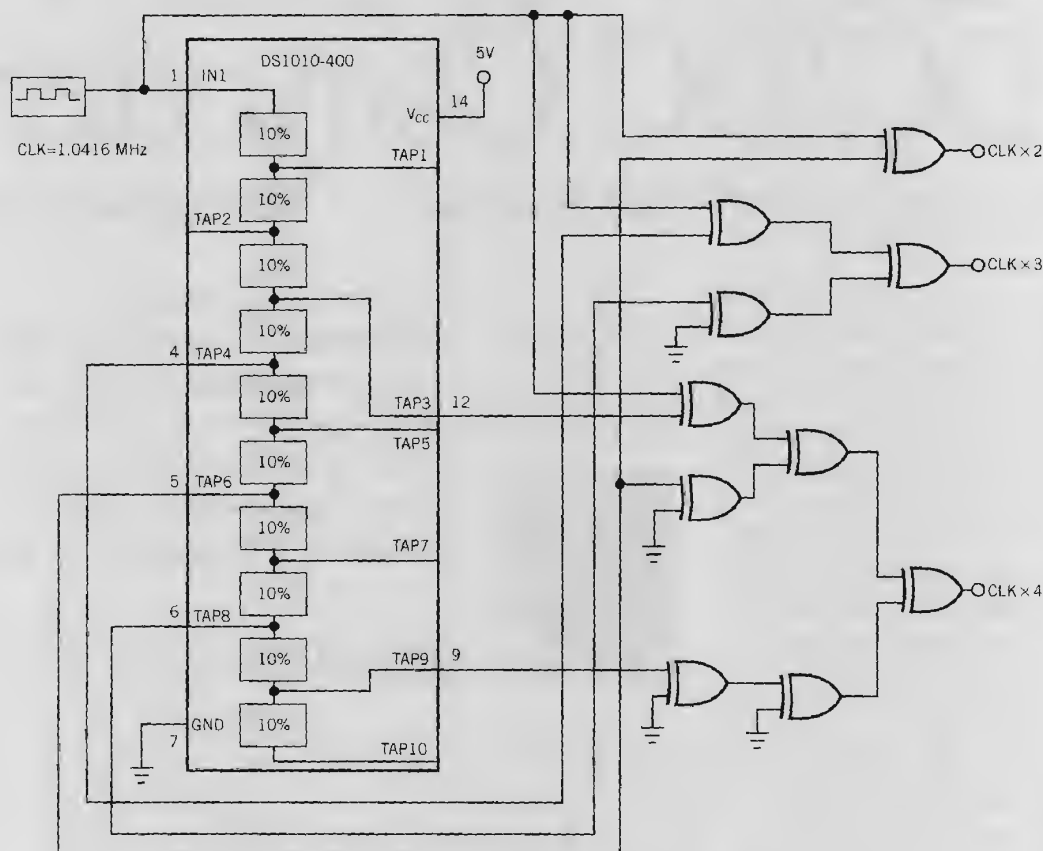 DS1010-400
5V
1 IN1
14
VCC
10%
CLK=1.0416 MHz
CLK×2
TAP1
10%
TAP2
10%
CLK×3
10%
4 TAP4
10%
TAP3 12
TAP5
10%
5 TAP6
10%
TAP7
10%
CLK×4
6 TAP8
10%
TAP9 9
GND
10%
7
TAP10